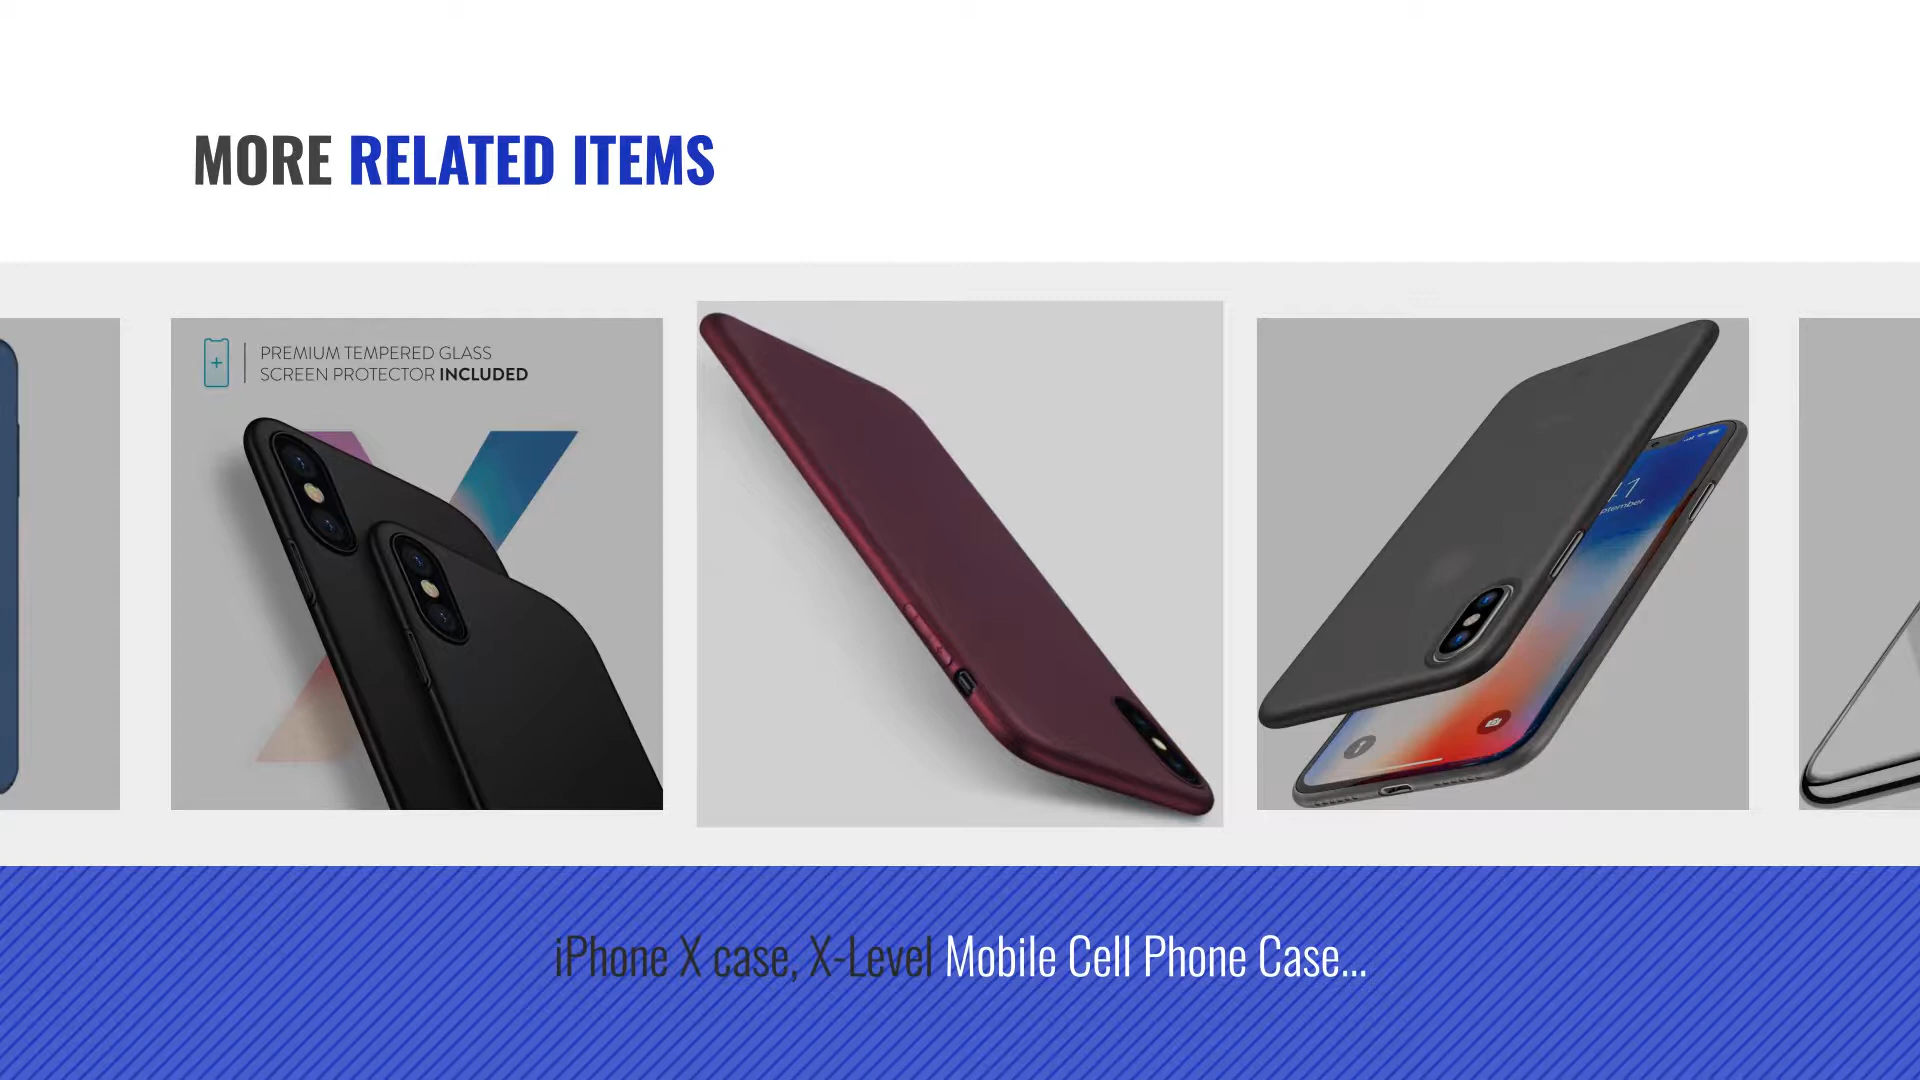 MORE RELATED ITEMS
PREMIUM TEMPERED GLASS
SCREEN PROTECTOR INCLUDED
iPhone X case, X-Level Mobile Cell Phone Case...